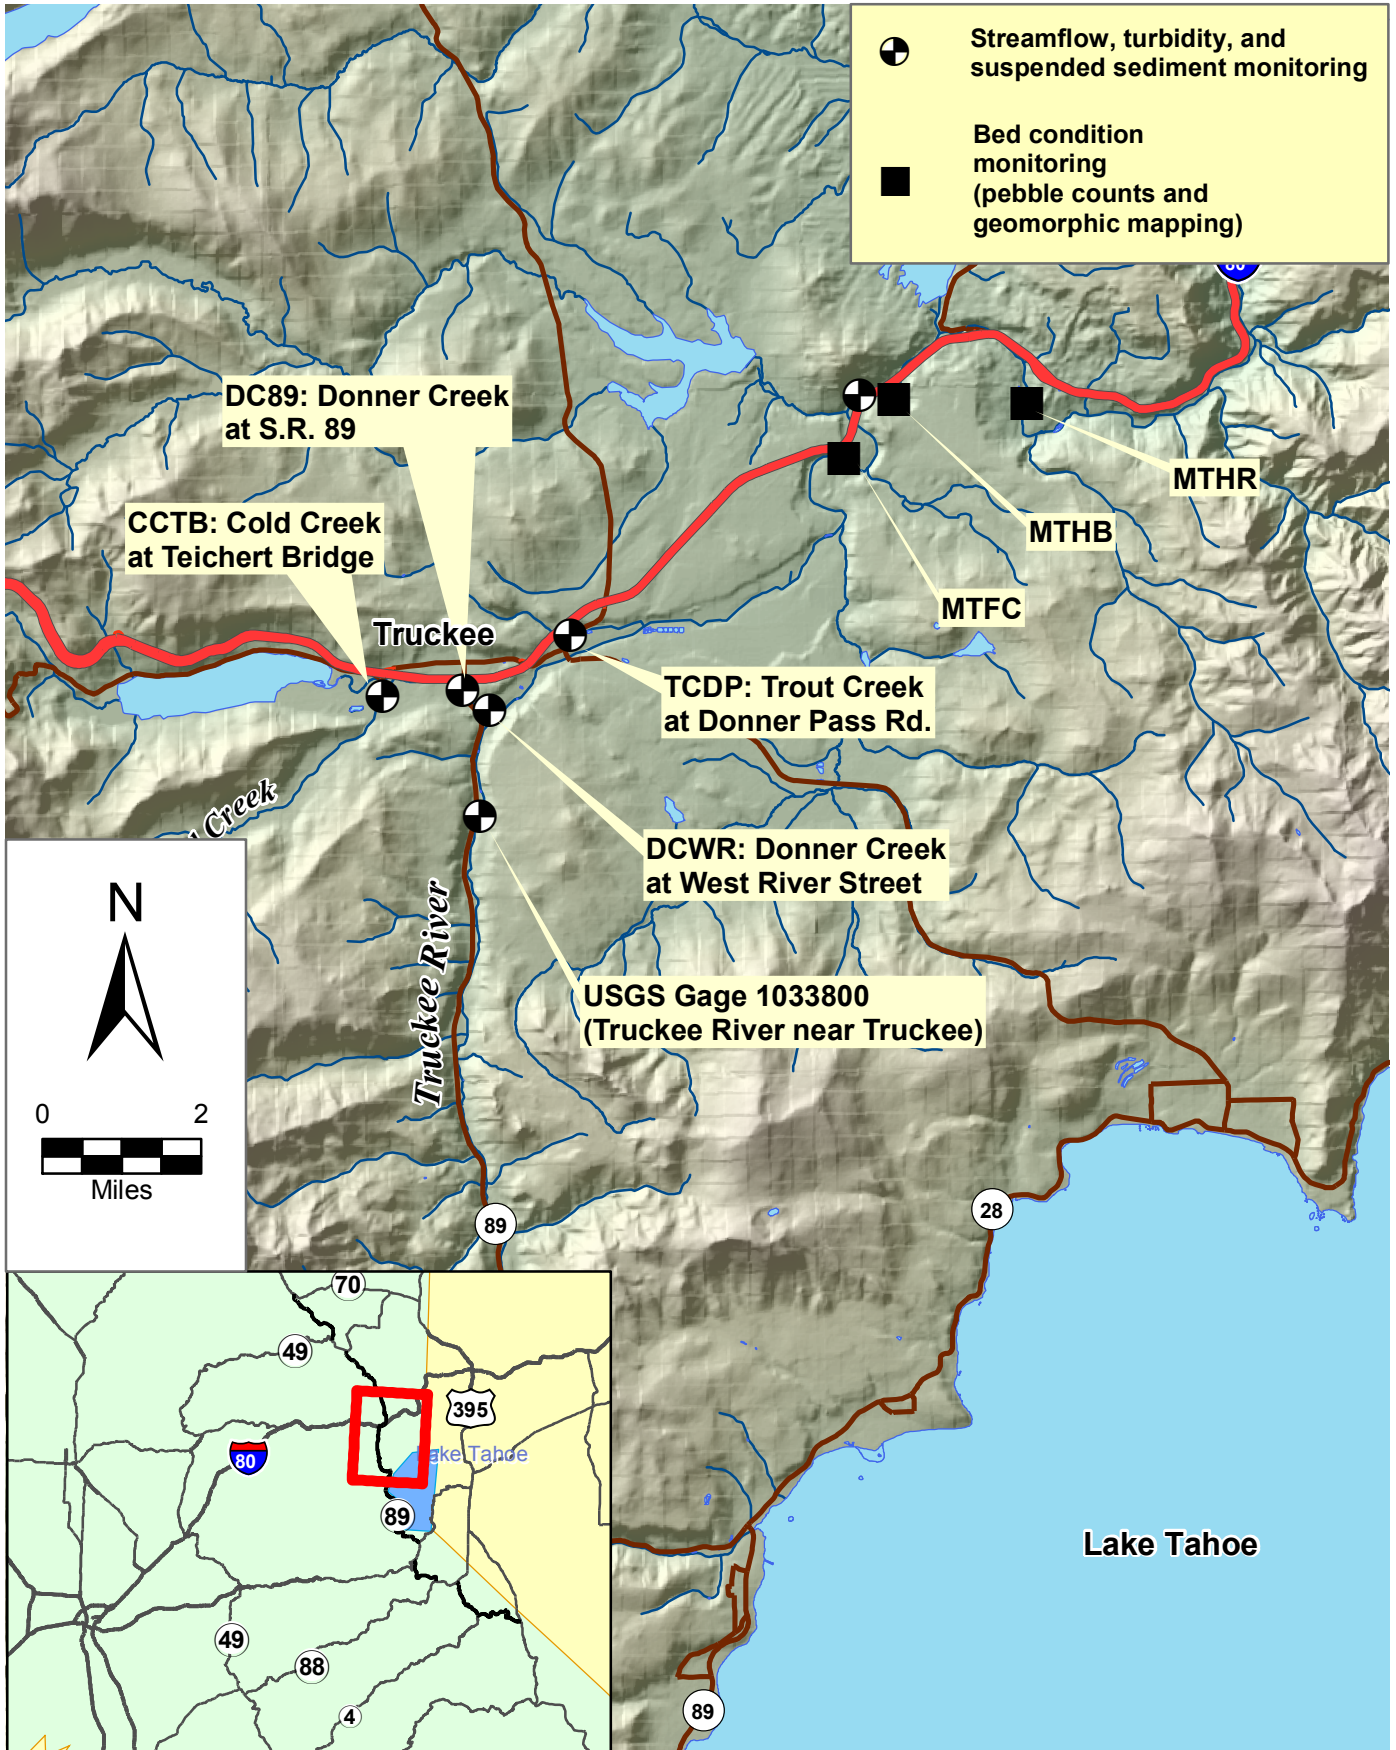 Streamflow, turbidity, and
suspended sediment monitoring
Bed condition
monitoring
(pebble counts and
geomorphic mapping)
80
DC89: Donner Creek
at S.R. 89
MTHR
CCTB: Cold Creek
at Teichert Bridge
MTHB
MTFC
Truckee
TCDP: Trout Creek
at Donner Pass Rd.
Creek
DCWR: Donner Creek
at West River Street
Truckee River
USGS Gage 1033800
(Truckee River near Truckee)
N
0 2
Miles
89
28
70
49
395
80
Lake Tahoe
89
49
88
4
Lake Tahoe
89